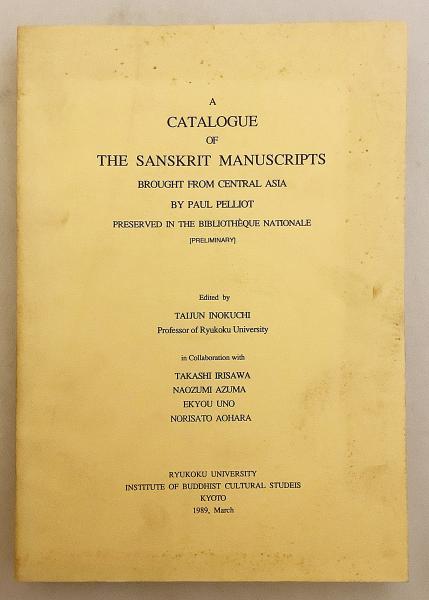 A
CATALOGUE
OF
THE SANSKRIT MANUSCRIPTS
BROUGHT FROM CENTRAL ASIA
BY PAUL PELLIOT
PRESERVED IN THE BIBLIOTHÈQUE NATIONALE
[PRELIMINARY]
Edited by
TAIJUN INOKUCHI
Professor of Ryukoku University
in Collaboration with
TAKASHI IRISAWA
NAOZUMI AZUMA
EKYOU UNO
NORISATO AOHARA
RYUKOKU UNIVERSITY
INSTITUTE OF BUDDHIST CULTURAL STUDEIS
KYOTO
1989, March